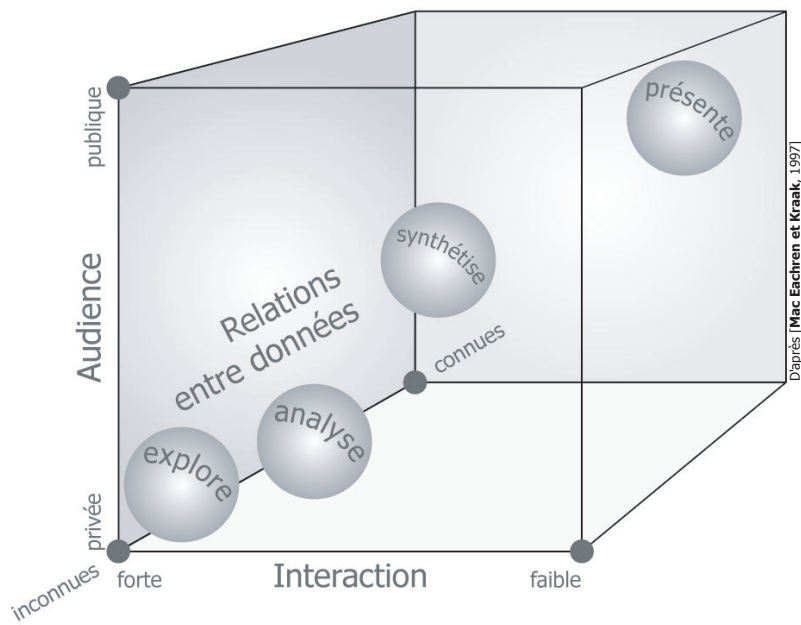 publique
présente
D'après [Mac Eachren et Kraak, 1997]
synthétise
Audience
Relations
entre données
connues
analyse
explore
privée
inconnues
forte
Interaction
faible